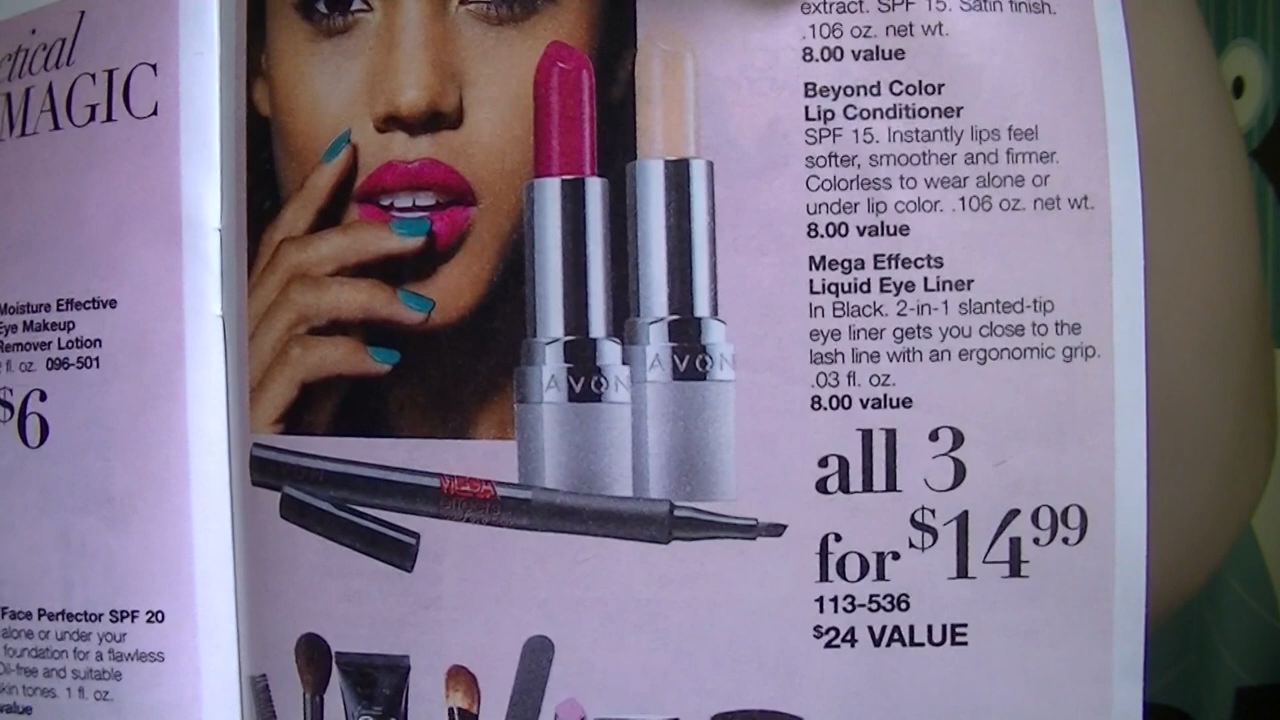 MAGIC
Moisture Effective
Eye Makeup
Remover Lotion
fl. oz. 096-501
$6
Face Perfector SPF 20
alone or under your
foundation for a flawless
Oil-free and suitable
skin tones. 1 fl. oz.
value
AVON
AVON
MEGA
effects
extract. SPF 15. Satin finish.
.106 oz. net wt.
8.00 value
Beyond Color
Lip Conditioner
SPF 15. Instantly lips feel
softer, smoother and firmer.
Colorless to wear alone or
under lip color. .106 oz. net wt.
8.00 value
Mega Effects
Liquid Eye Liner
In Black. 2-in-1 slanted-tip
eye liner gets you close to the
lash line with an ergonomic grip.
.03 fl. oz.
8.00 value
all 3
for $14 99
113-536
$24 VALUE